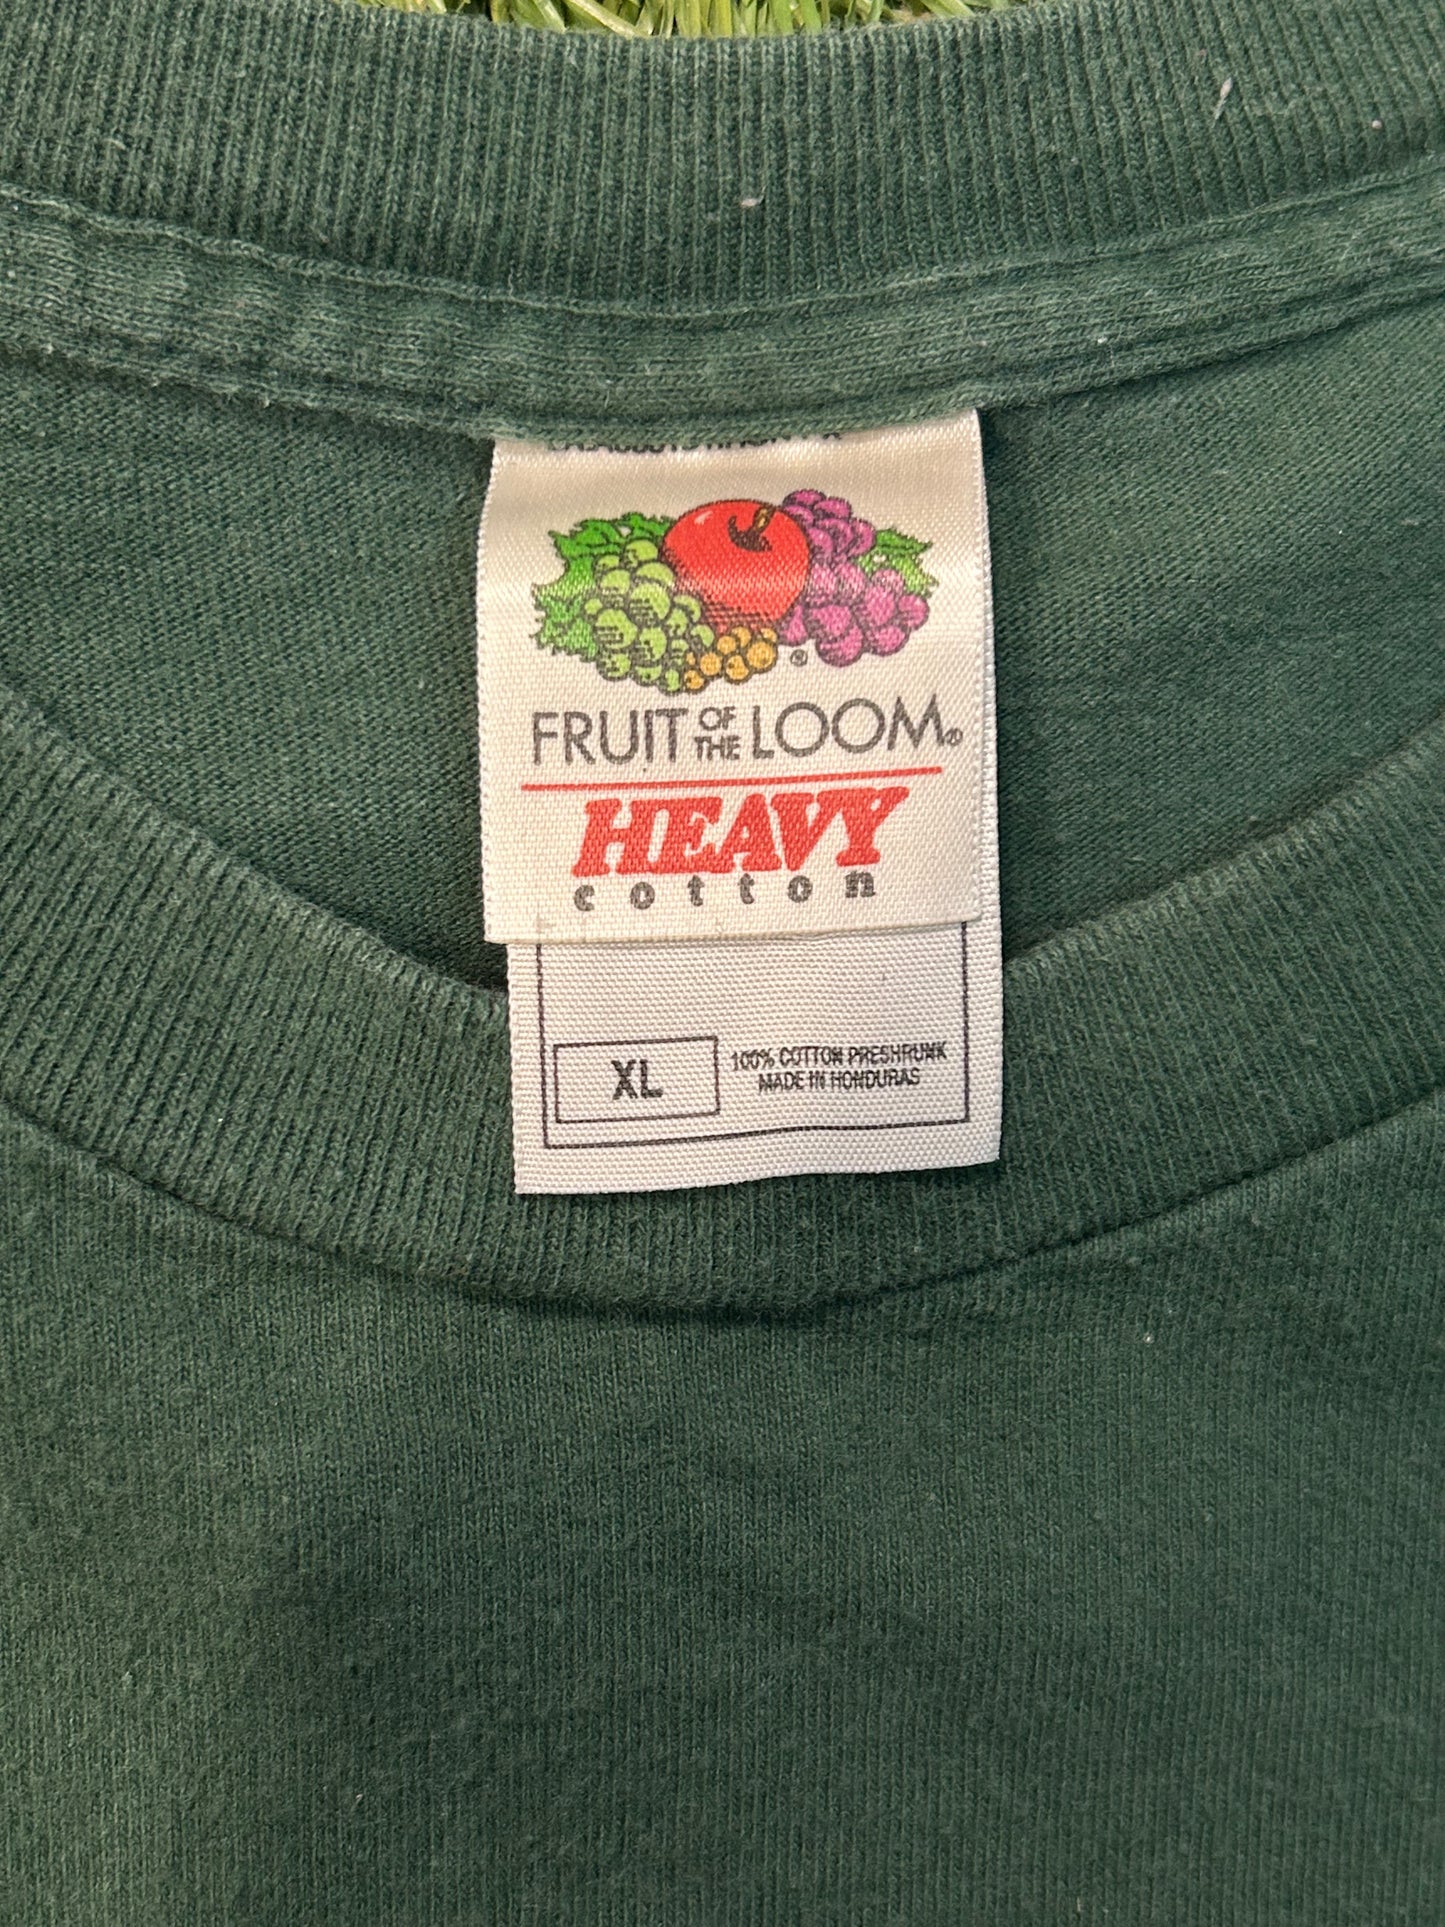 ®
FRUIT OF THE LOOM®
HEAVY
cotton
XL
100% COTTON PRESHRUNK
MADE IN HONDURAS